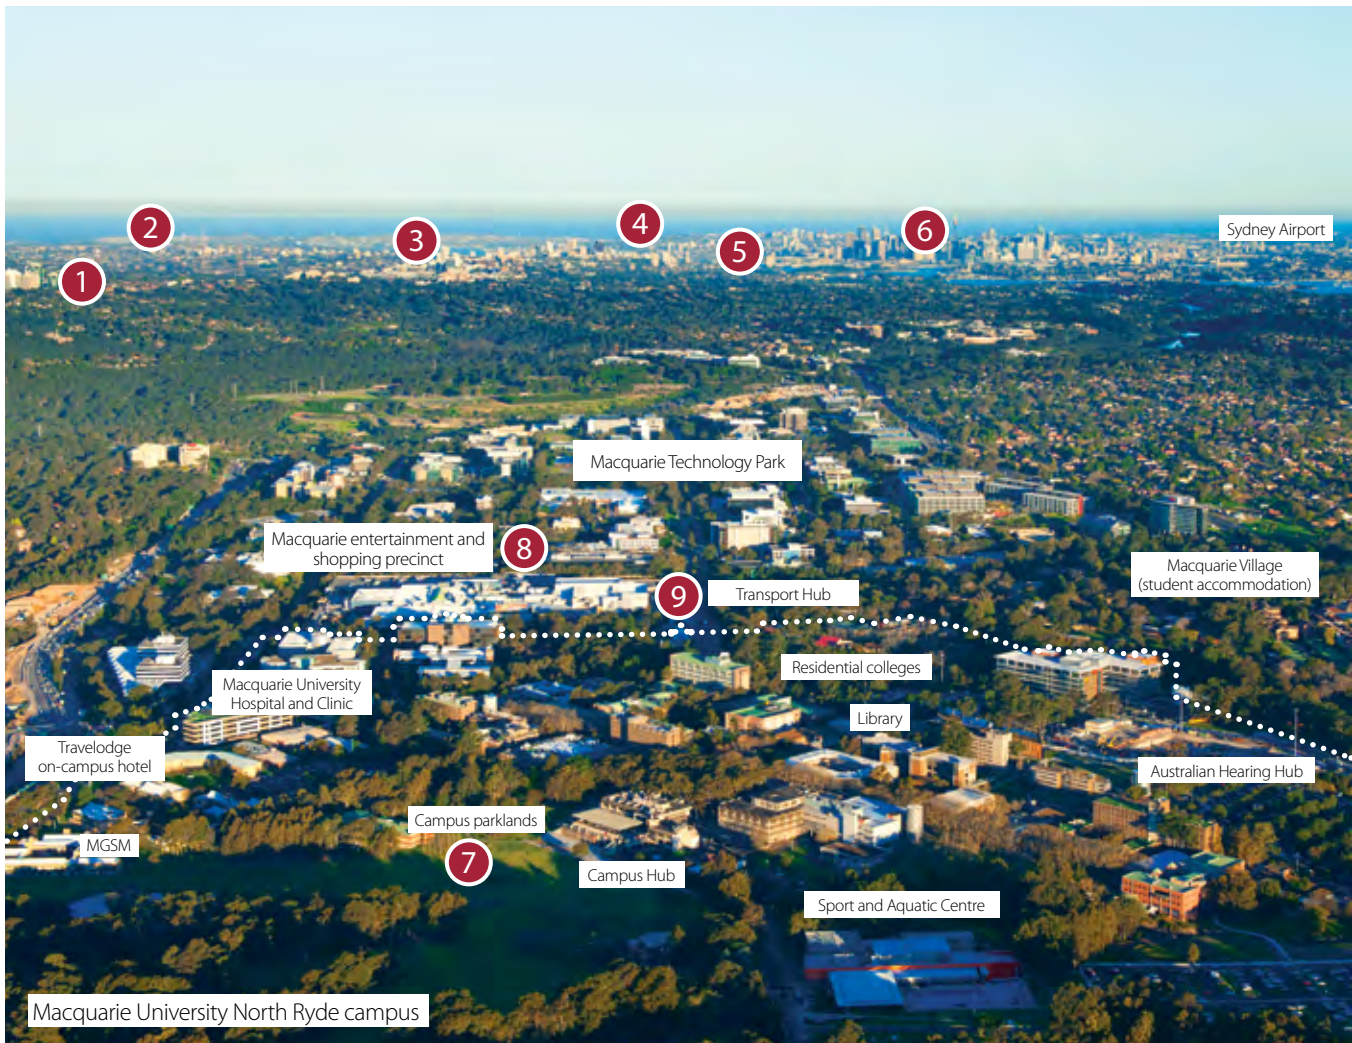 2
3
4
5
6
Sydney Airport
1
Macquarie Technology Park
Macquarie entertainment and
shopping precinct
8
Macquarie Village
(student accommodation)
9
Transport Hub
Residential colleges
Macquarie University
Hospital and Clinic
Library
Travelodge
on-campus hotel
Australian Hearing Hub
Campus parklands
MGSM
7
Campus Hub
Sport and Aquatic Centre
Macquarie University North Ryde campus